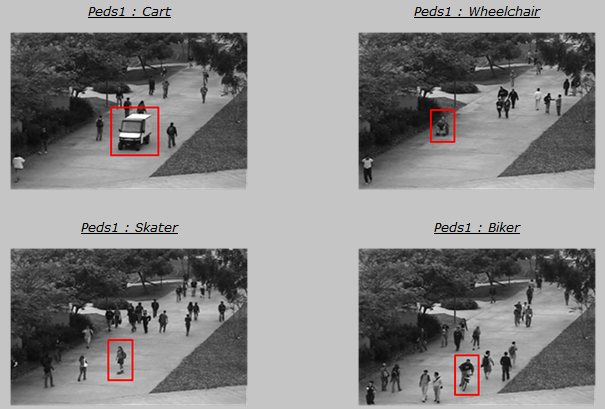 Peds1 : Cart
Peds1 : Wheelchair
Peds1 : Skater
Peds1 : Biker